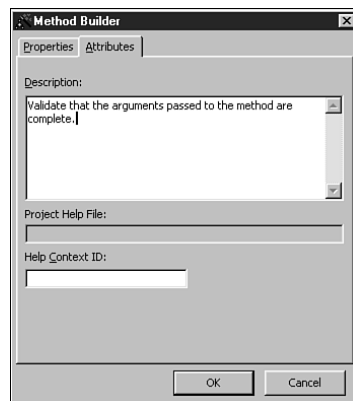 Method Builder
Properties Attributes
Description:
Validate that the arguments passed to the method are
complete.
Project Help File:
Help Context ID:
OK Cancel